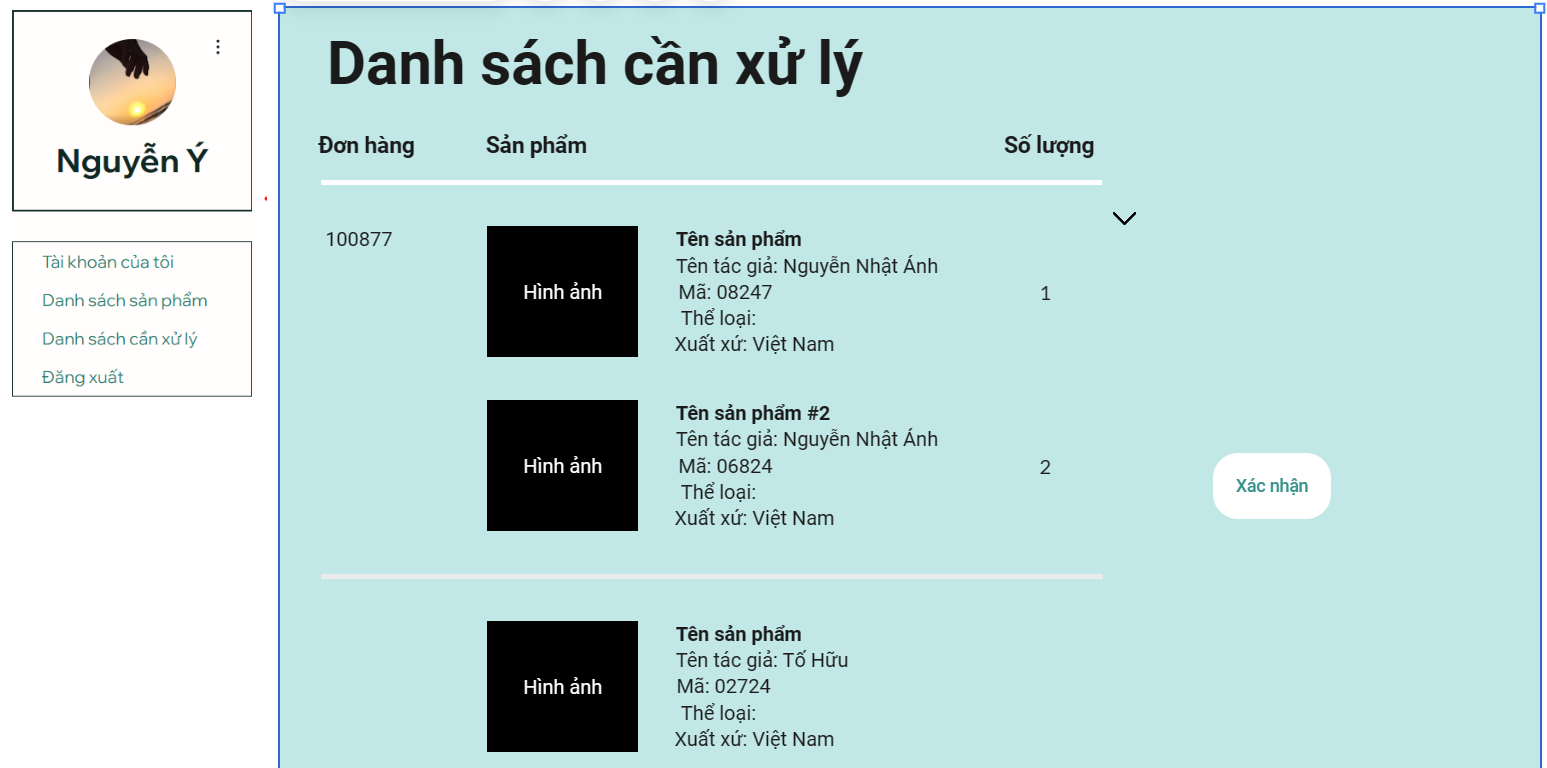 Nguyễn Ý
Tài khoản của tôi
Danh sách sản phẩm
Danh sách cần xử lý
Đăng xuất
Danh sách cần xử lý
Đơn hàng Sản phẩm Số lượng
100877
Hình ảnh
Tên sản phẩm
Tên tác giả: Nguyễn Nhật Ánh
Mã: 08247
Thể loại:
Xuất xứ: Việt Nam
1
Hình ảnh
Tên sản phẩm #2
Tên tác giả: Nguyễn Nhật Ánh
Mã: 06824
Thể loại:
Xuất xứ: Việt Nam
2
Xác nhận
Hình ảnh
Tên sản phẩm
Tên tác giả: Tố Hữu
Mã: 02724
Thể loại:
Xuất xứ: Việt Nam